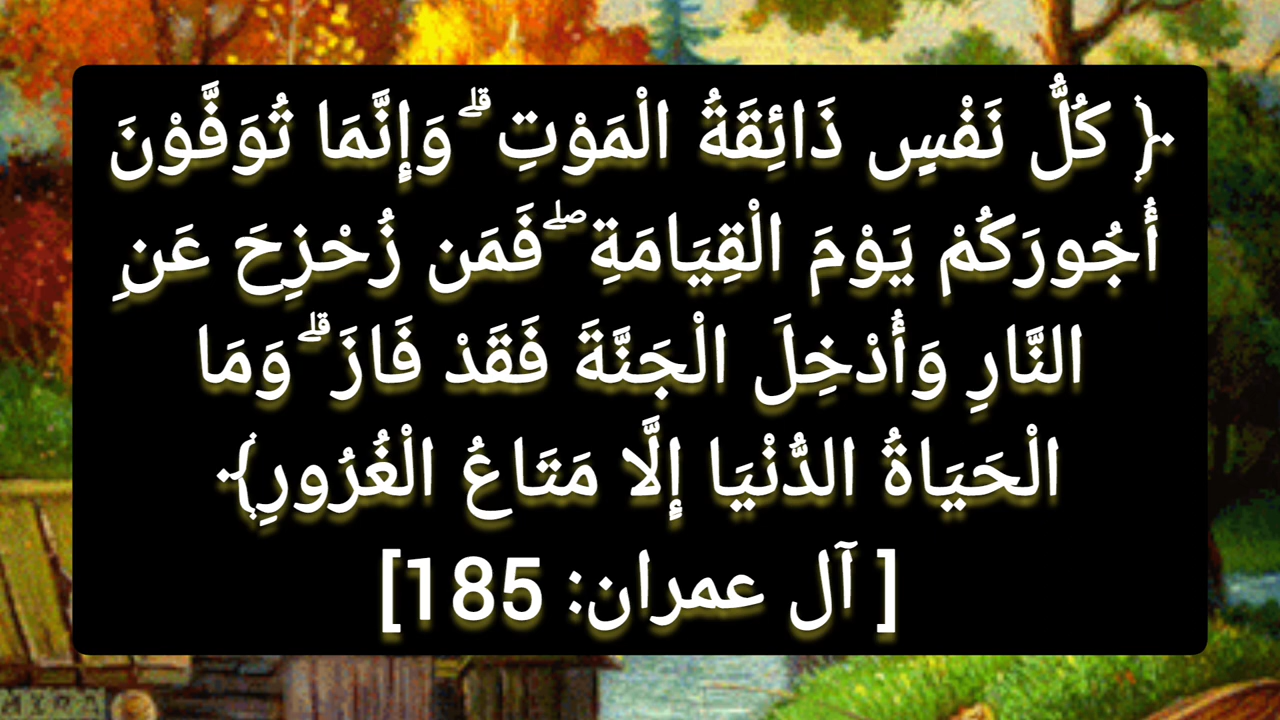 ﴿ كُلُّ نَفْسٍ ذَائِقَةُ الْمَوْتِ ۗ وَإِنَّمَا تُوَفَّوْنَ
أُجُورَكُمْ يَوْمَ الْقِيَامَةِ ۖ فَمَن زُحْزِحَ عَنِ
النَّارِ وَأُدْخِلَ الْجَنَّةَ فَقَدْ فَازَ ۗ وَمَا
الْحَيَاةُ الدُّنْيَا إِلَّا مَتَاعُ الْغُرُورِ﴾
[ آل عمران: 185]